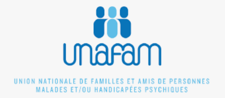 unafam
UNION NATIONALE DE FAMILLES ET AMIS DE PERSONNES
MALADES ET/OU HANDICAPÉES PSYCHIQUES